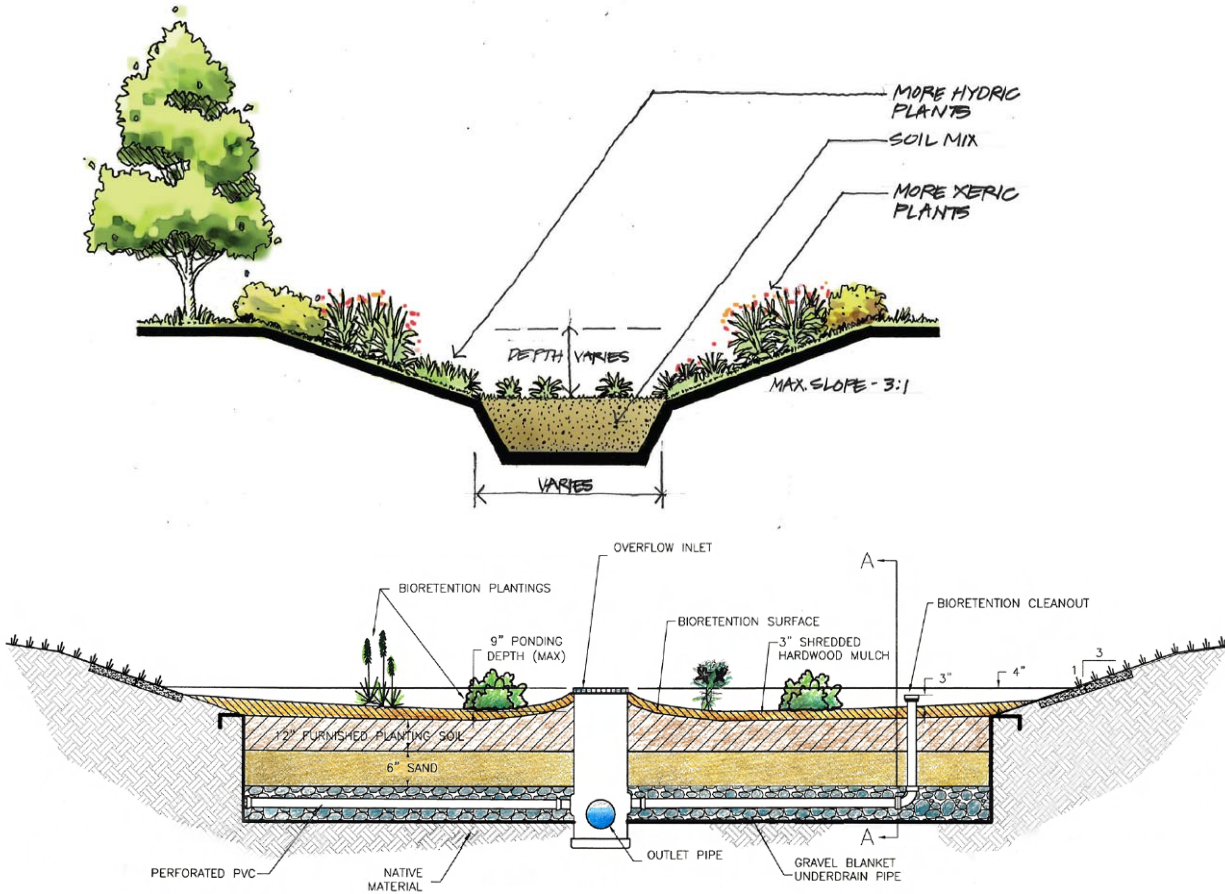 MORE HYDRIC
PLANTS
SOIL MIX
MORE XERIC
PLANTS
DEPTH VARIES
MAX. SLOPE - 3:1
VARIES
OVERFLOW INLET
A
BIORETENTION PLANTINGS
BIORETENTION CLEANOUT
BIORETENTION SURFACE
9" PONDING
DEPTH (MAX)
3" SHREDDED
HARDWOOD MULCH
3
1
3"
4"
12" FURNISHED PLANTING SOIL
6" SAND
A
OUTLET PIPE
PERFORATED PVC
NATIVE
MATERIAL
GRAVEL BLANKET
UNDERDRAIN PIPE